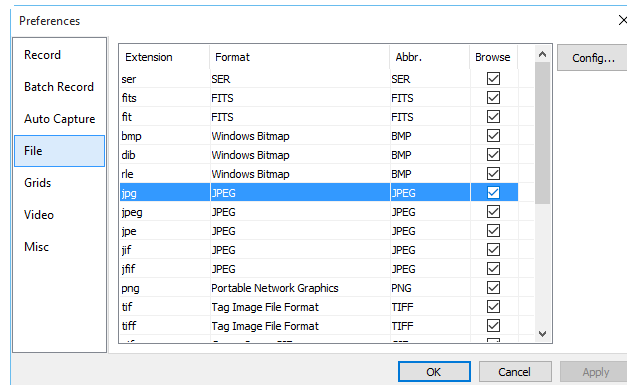 Preferences
Record
Batch Record
Auto Capture
File
Grids
Video
Misc
Extension Format Abbr. Browse
ser SER SER
fits FITS FITS
fit FITS FITS
bmp Windows Bitmap BMP
dib Windows Bitmap BMP
rle Windows Bitmap BMP
jpg JPEG JPEG
jpeg JPEG JPEG
jpe JPEG JPEG
jif JPEG JPEG
jfif JPEG JPEG
png Portable Network Graphics PNG
tif Tag Image File Format TIFF
tiff Tag Image File Format TIFF
Config...
OK Cancel Apply